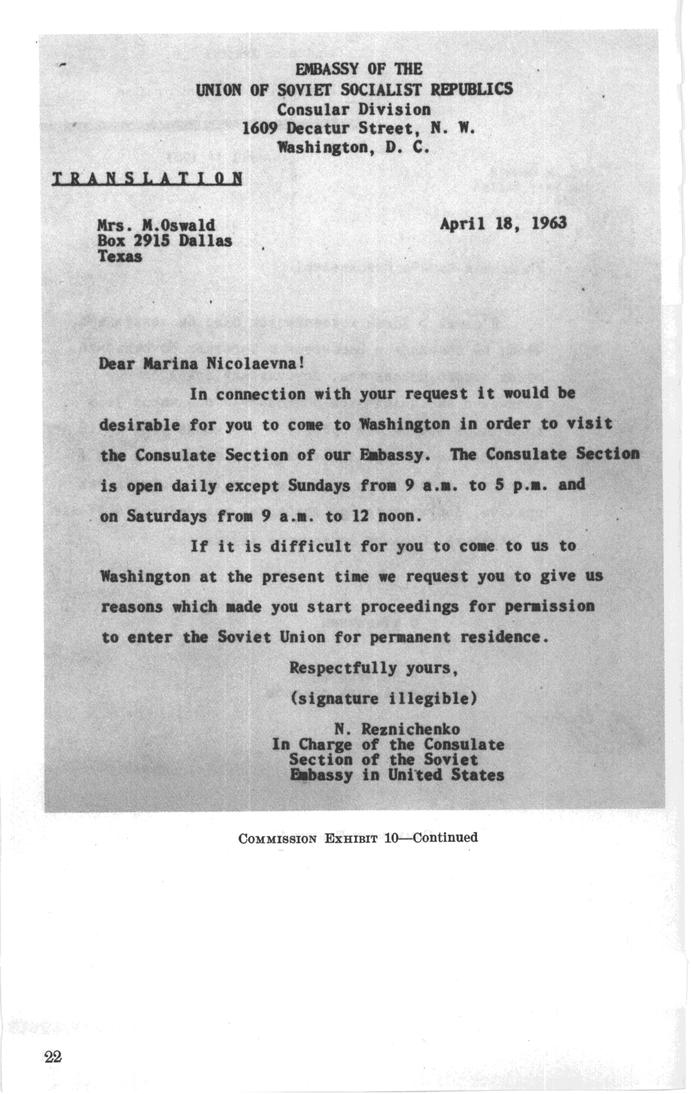 EMBASSY OF THE
UNION OF SOVIET SOCIALIST REPUBLICS
Consular Division
1609 Decatur Street, N. W.
Washington, D. C.
TRANSLATION
Mrs. M.Oswald April 18, 1963
Box 2915 Dallas
Texas
Dear Marina Nicolaevna!
In connection with your request it would be
desirable for you to come to Washington in order to visit
the Consulate Section of our Embassy. The Consulate Section
is open daily except Sundays from 9 a.m. to 5 p.m. and
on Saturdays from 9 a.m. to 12 noon.
If it is difficult for you to come to us to
Washington at the present time we request you to give us
reasons which made you start proceedings for permission
to enter the Soviet Union for permanent residence.
Respectfully yours,
(signature illegible)
N. Reznichenko
In Charge of the Consulate
Section of the Soviet
Embassy in United States
COMMISSION EXHIBIT 10—Continued
22